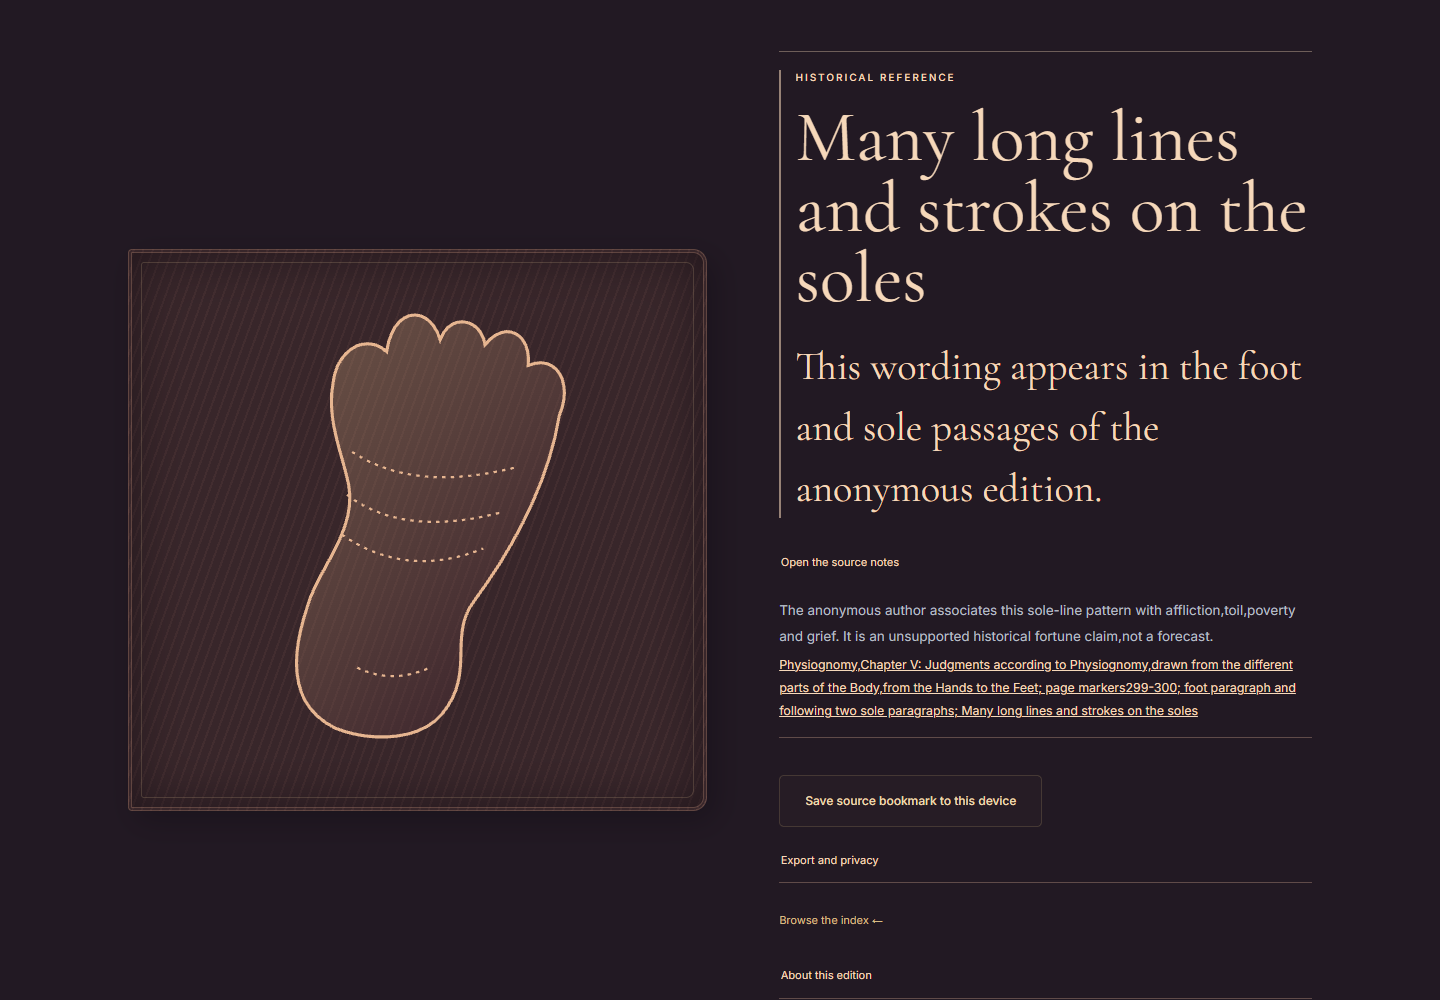 HISTORICAL REFERENCE
Many long lines
and strokes on the
soles
This wording appears in the foot
and sole passages of the
anonymous edition.
Open the source notes
The anonymous author associates this sole-line pattern with affliction,toil,poverty
and grief. It is an unsupported historical fortune claim,not a forecast.
Physiognomy,Chapter V: Judgments according to Physiognomy,drawn from the different
parts of the Body,from the Hands to the Feet; page markers299-300; foot paragraph and
following two sole paragraphs; Many long lines and strokes on the soles
Save source bookmark to this device
Export and privacy
Browse the index ←
About this edition